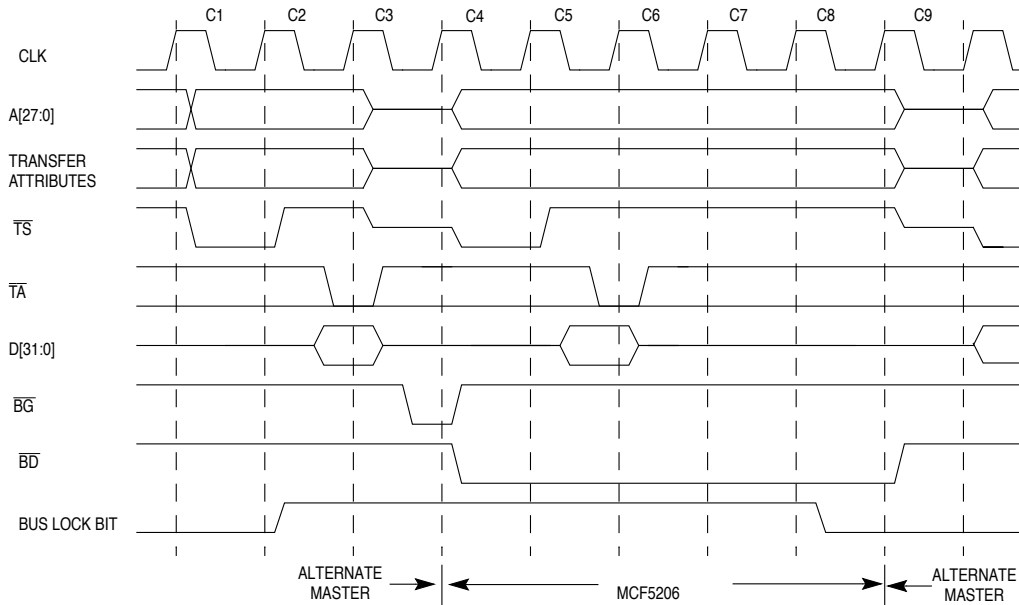 C1 C2 C3 C4 C5 C6 C7 C8 C9
CLK
A[27:0]
TRANSFER
ATTRIBUTES
TS
TA
D[31:0]
BG
BD
BUS LOCK BIT
ALTERNATE
MASTER
MCF5206
ALTERNATE
MASTER